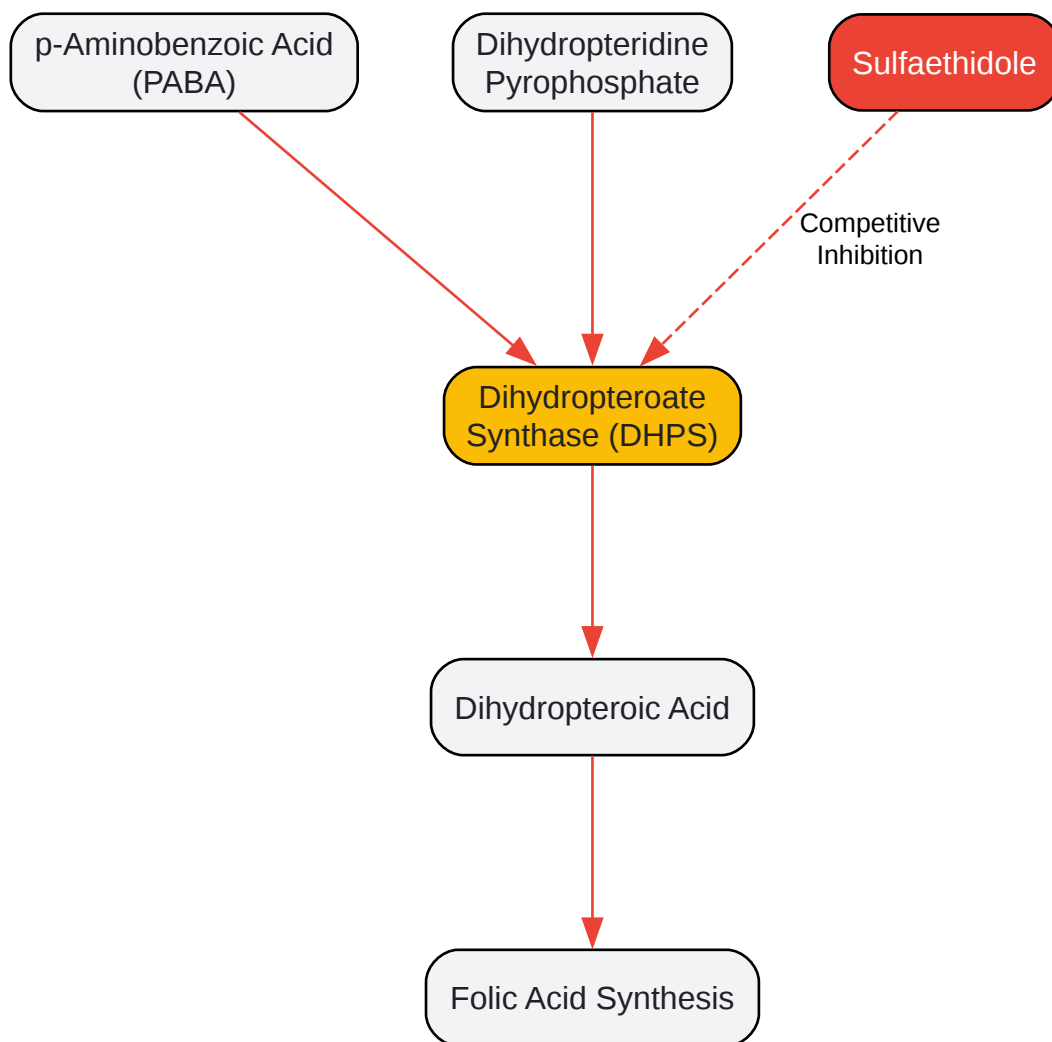 p-Aminobenzoic Acid
(PABA)
Dihydropteridine
Pyrophosphate
Sulfaethidole
Competitive
Inhibition
Dihydropteroate
Synthase (DHPS)
Dihydropteroic Acid
Folic Acid Synthesis